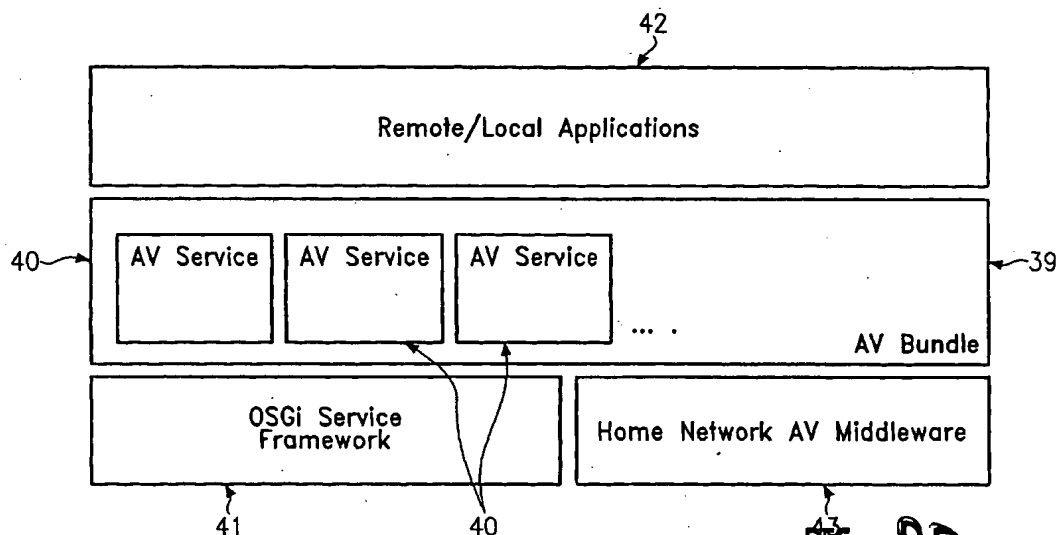 42
Remote/Local Applications
40
AV Service
AV Service
AV Service
... .
39
AV Bundle
OSGi Service
Framework
Home Network AV Middleware
41
40
43